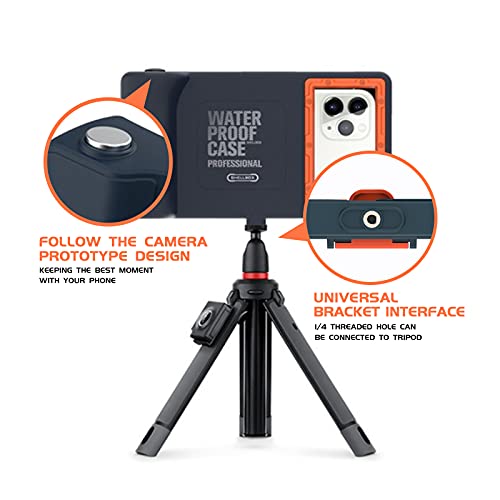 WATER
PROOF
CASE
PROFESSIONAL
SHELLBOX
FOLLOW THE CAMERA
PROTOTYPE DESIGN
KEEPING THE BEST MOMENT
WITH YOUR PHONE
UNIVERSAL
BRACKET INTERFACE
1/4 THREADED HOLE CAN
BE CONNECTED TO TRIPOD